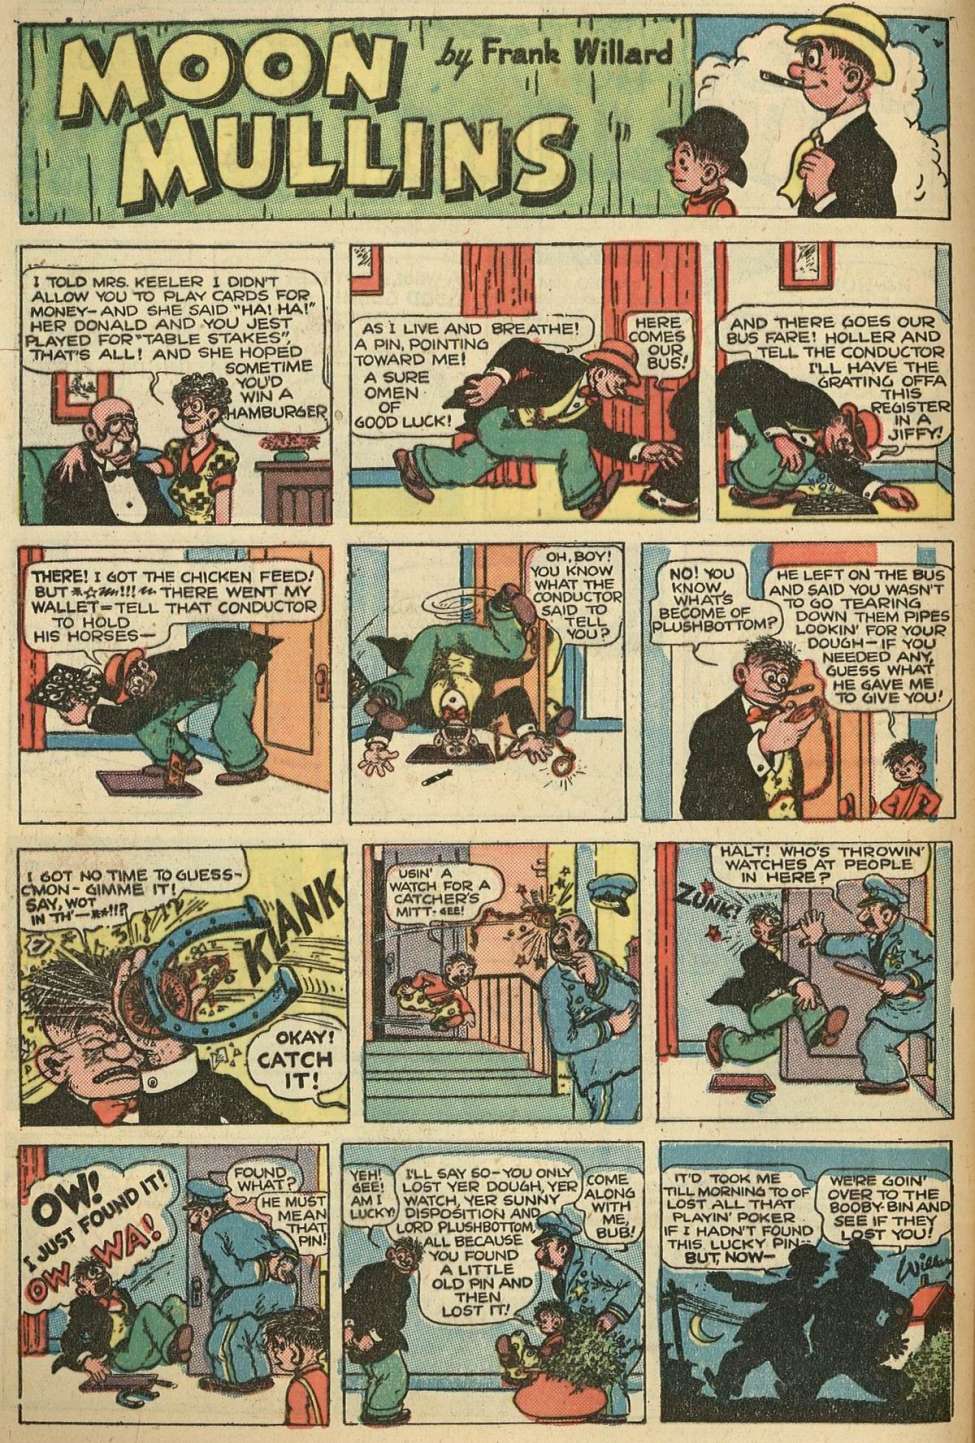 MOON
MULLINS
by Frank Willard
I TOLD MRS. KEELER I DIDN'T
ALLOW YOU TO PLAY CARDS FOR
MONEY- AND SHE SAID "HA! HA!"
HER DONALD AND YOU JEST
PLAYED FOR "TABLE STAKES",
THAT'S ALL! AND SHE HOPED
SOMETIME
YOU'D
WIN A
HAMBURGER
AS I LIVE AND BREATHE!
A PIN, POINTING
TOWARD ME!
A SURE
OMEN
OF
GOOD LUCK!
HERE
COMES
OUR
BUS!
AND THERE GOES OUR
BUS FARE! HOLLER AND
TELL THE CONDUCTOR
I'LL HAVE THE
GRATING OFFA
THIS
REGISTER
IN A
JIFFY!
THERE! I GOT THE CHICKEN FEED!
BUT *☆!!! THERE WENT MY
WALLET = TELL THAT CONDUCTOR
TO HOLD
HIS HORSES-
OH, BOY!
YOU KNOW
WHAT THE
CONDUCTOR
SAID TO
TELL
YOU?
NO! YOU
KNOW,
WHAT'S
BECOME OF
PLUSHBOTTOM?
HE LEFT ON THE BUS
AND SAID YOU WASN'T
TO GO TEARING
DOWN THEM PIPES
LOOKIN' FOR YOUR
DOUGH- IF YOU
NEEDED ANY,
GUESS WHAT
HE GAVE ME
TO GIVE YOU!
I GOT NO TIME TO GUESS-
C'MON- GIMME IT!
SAY, WOT
IN TH'-*☆!!?
KLANK
OKAY!
CATCH
IT!
USIN' A
WATCH FOR A
CATCHER'S
MITT- GEE!
HALT! WHO'S THROWIN'
WATCHES AT PEOPLE
IN HERE?
ZUNK!
OW!
I JUST FOUND IT!
OW WA!
FOUND
WHAT?
HE MUST
MEAN
THAT
PIN!
YEH!
GEE!
AM I
LUCKY!
I'LL SAY SO- YOU ONLY
LOST YER DOUGH, YER
WATCH, YER SUNNY
DISPOSITION AND
LORD PLUSHBOTTOM,
ALL BECAUSE
YOU FOUND
A LITTLE
OLD PIN AND
THEN
LOST IT!
COME
ALONG
WITH
ME,
BUB!
IT'D TOOK ME
TILL MORNING TO OF
LOST ALL THAT
PLAYIN' POKER
IF I HADN'T FOUND
THIS LUCKY PIN-
BUT, NOW-
WE'RE GOIN'
OVER TO THE
BOOBY-BIN AND
SEE IF THEY
LOST YOU!
Willard